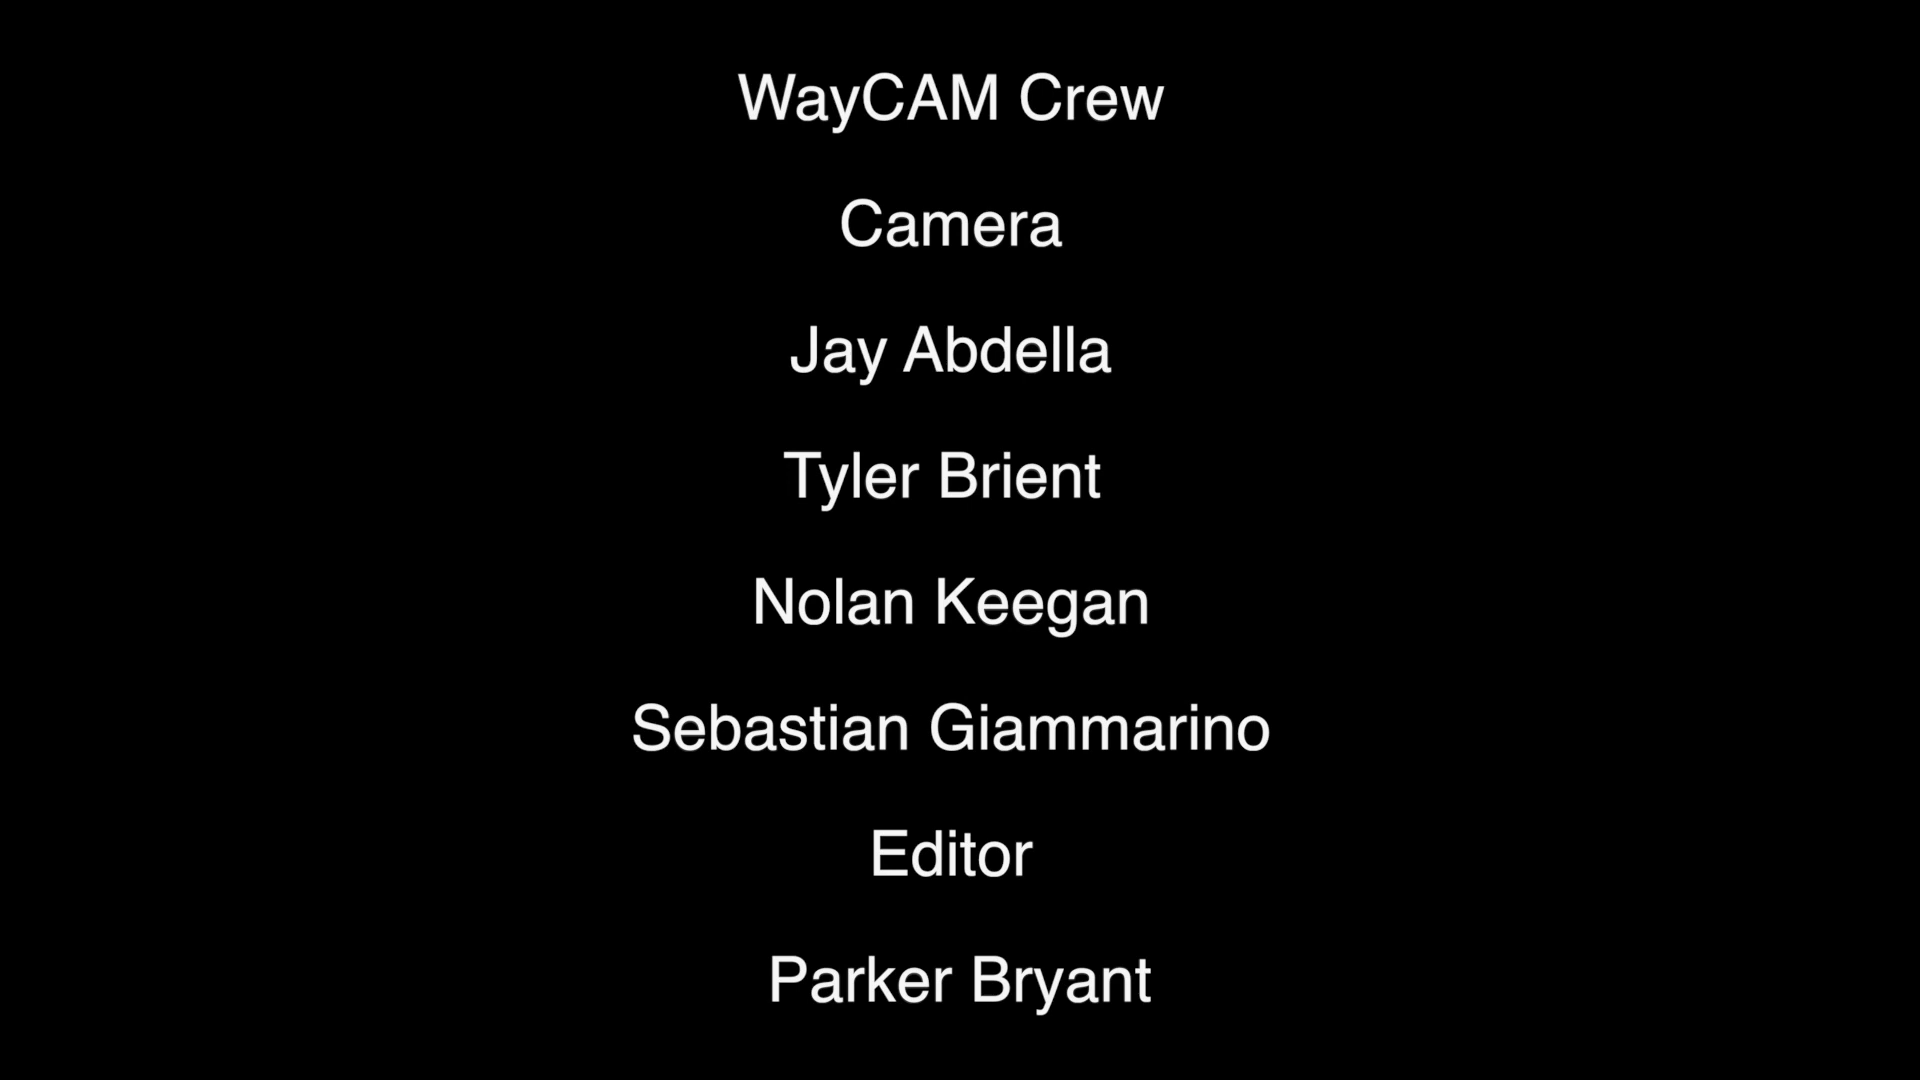 WayCAM Crew
Camera
Jay Abdella
Tyler Brient
Nolan Keegan
Sebastian Giammarino
Editor
Parker Bryant